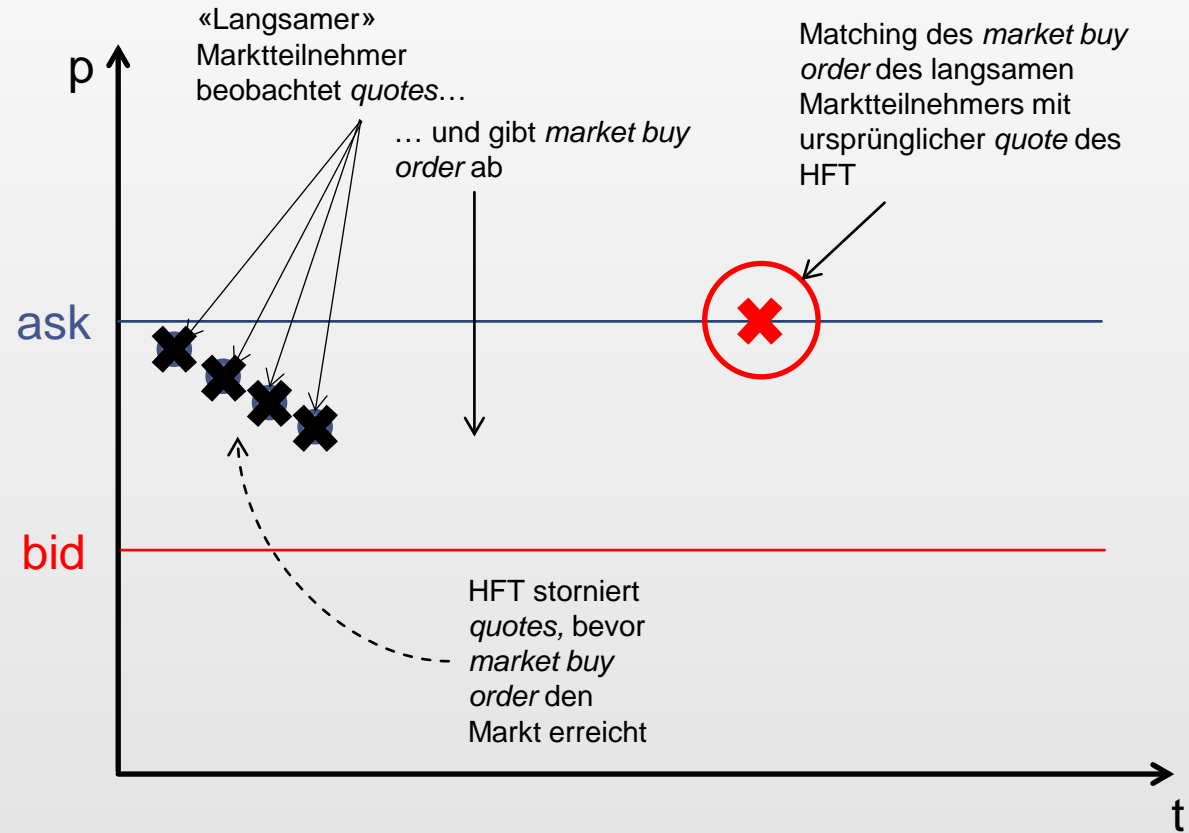 «Langsamer»
Marktteilnehmer
beobachtet quotes…
… und gibt market buy
order ab
Matching des market buy
order des langsamen
Marktteilnehmers mit
ursprünglicher quote des
HFT
p
ask
bid
HFT storniert
quotes, bevor
market buy
order den
Markt erreicht
t